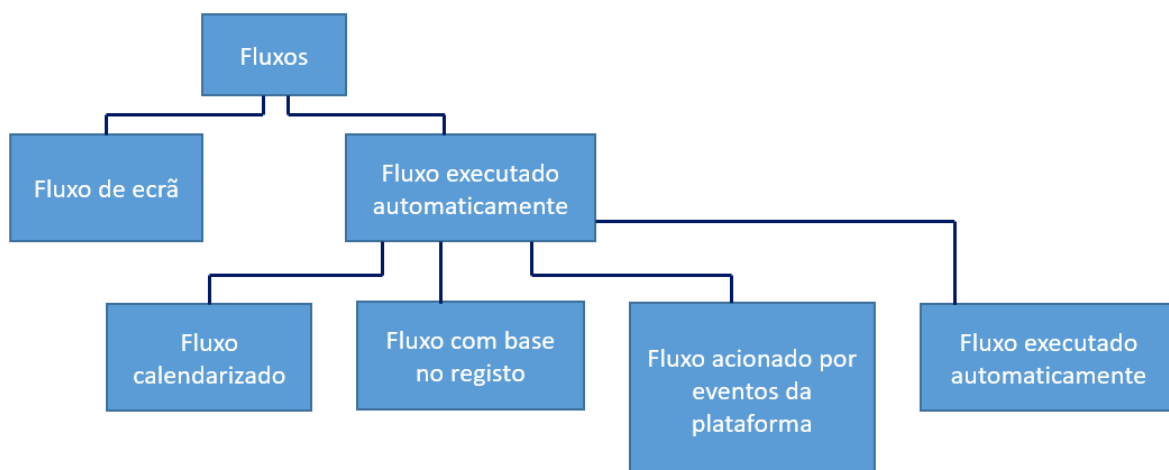 Fluxos
Fluxo de ecrã
Fluxo executado
automaticamente
Fluxo
calendarizado
Fluxo com base
no registo
Fluxo acionado por
eventos da
plataforma
Fluxo executado
automaticamente